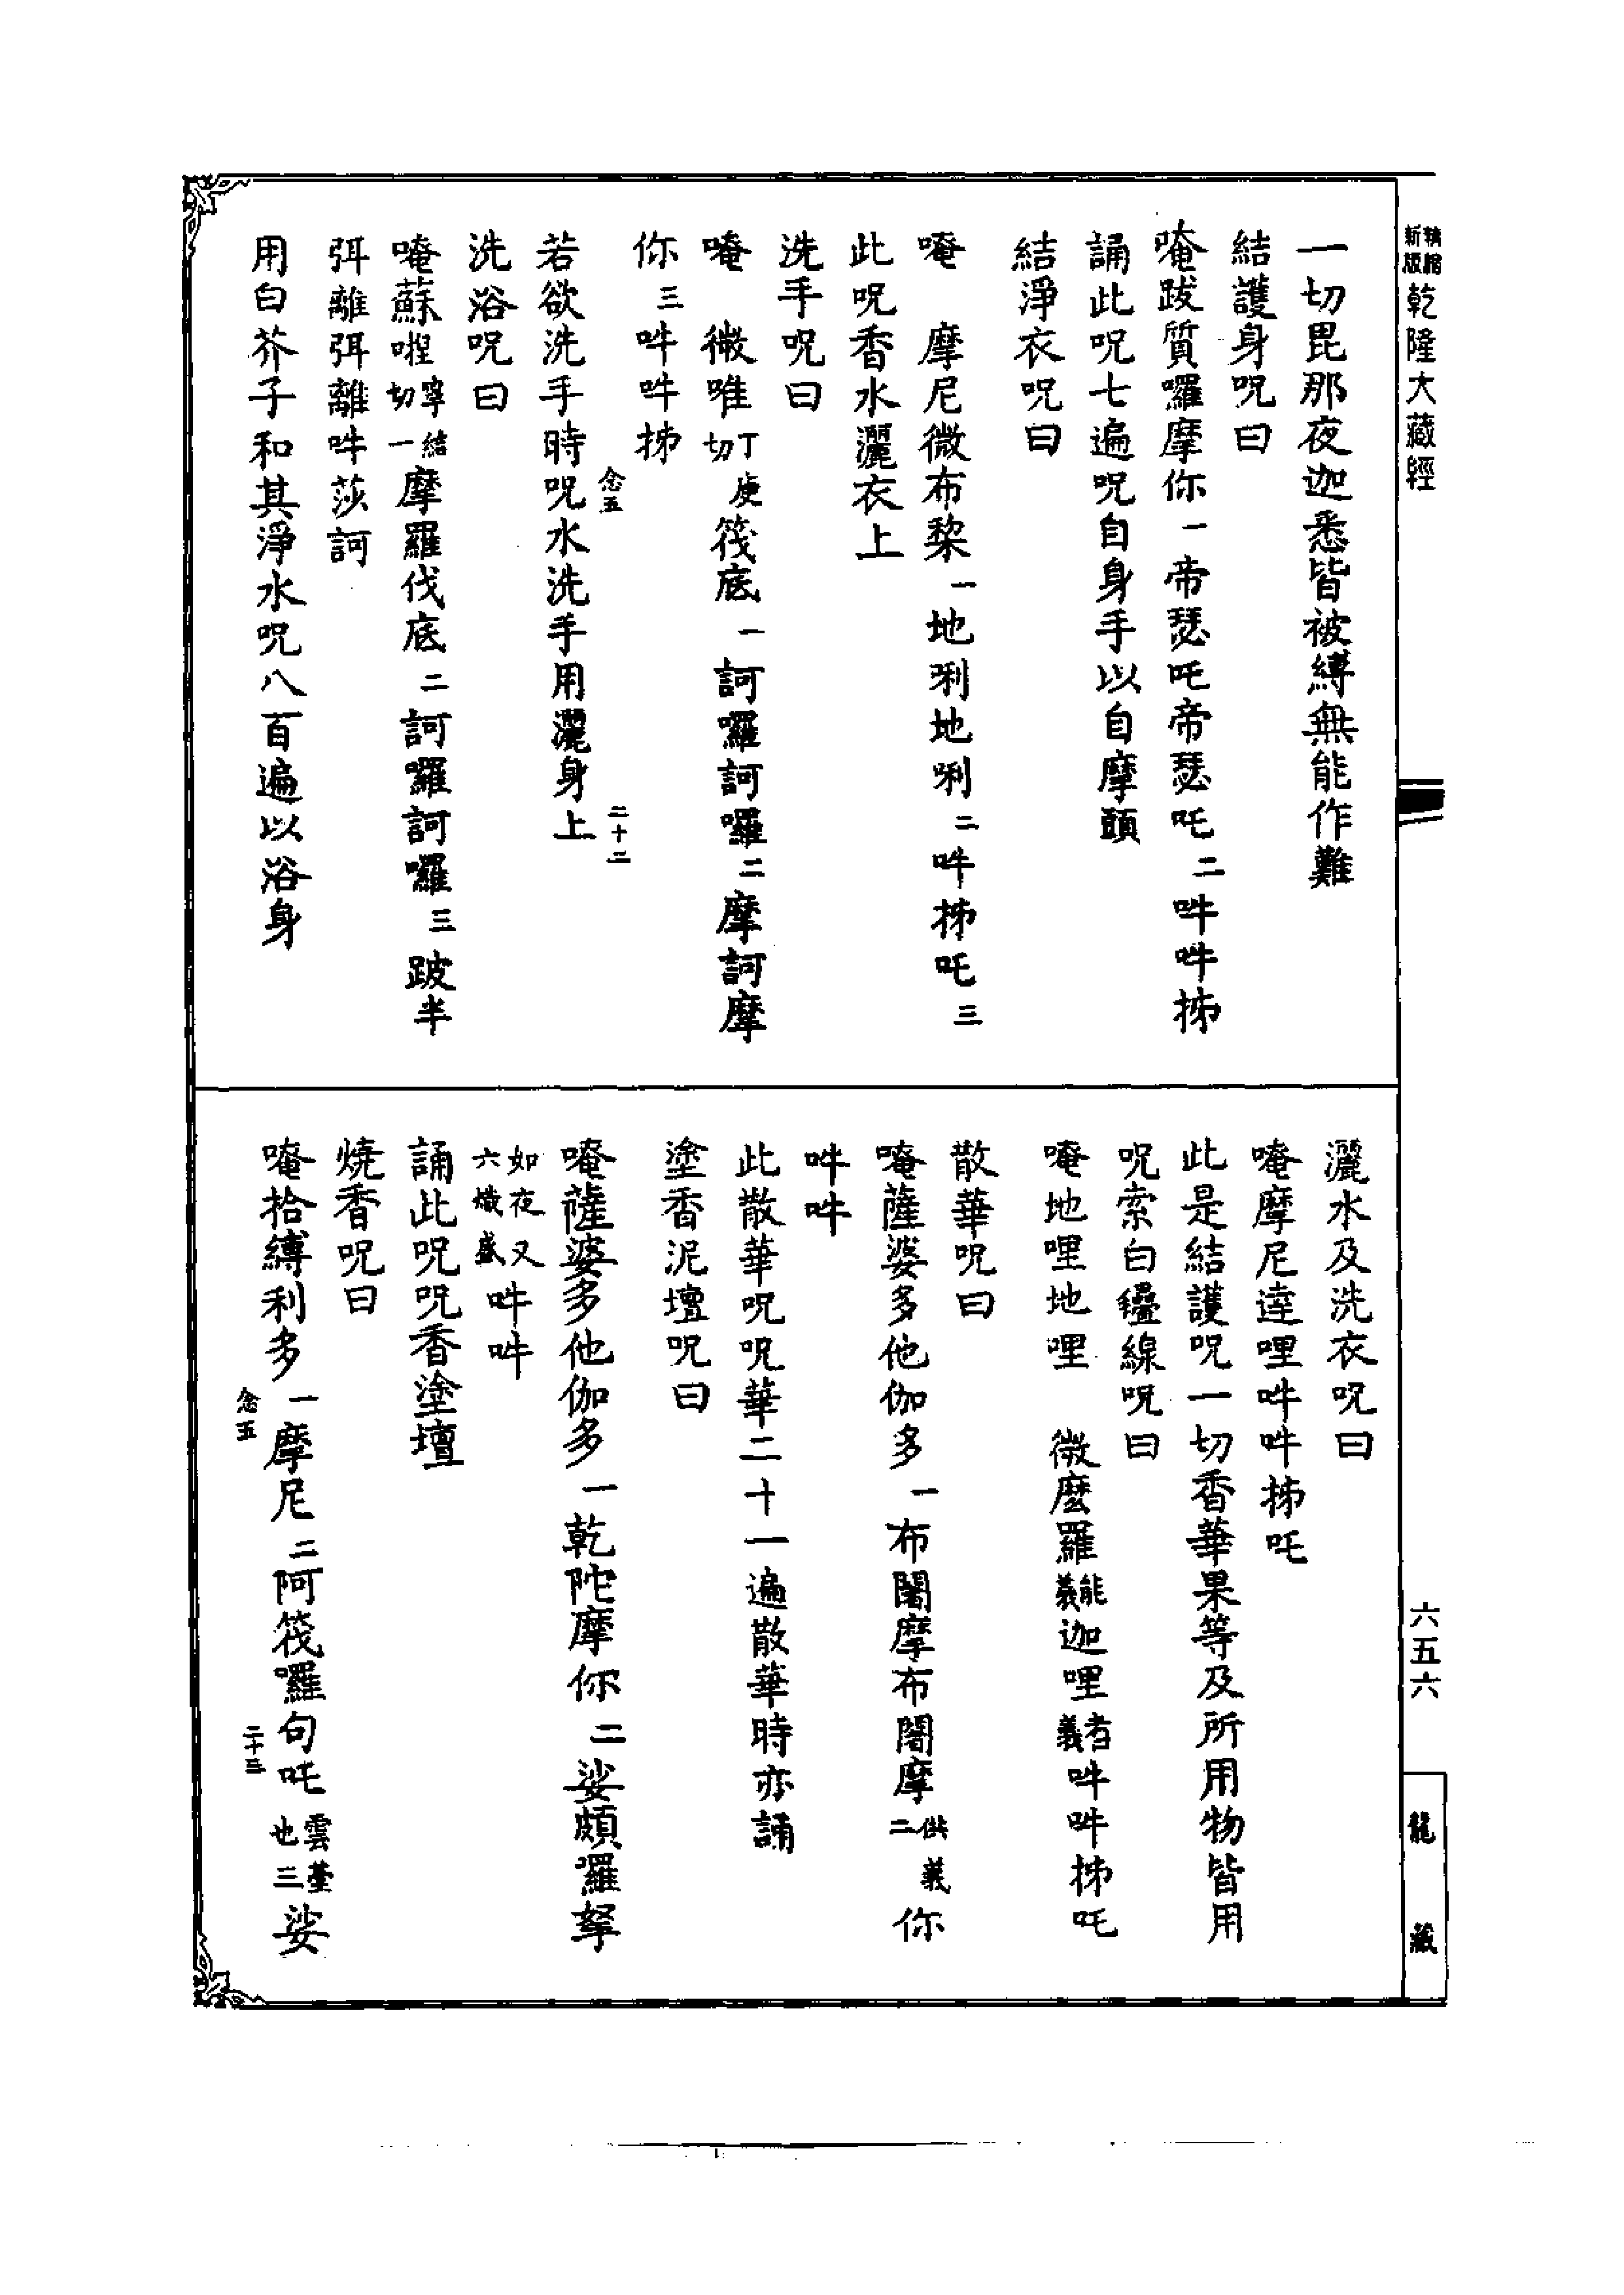 新版 精縮 乾隆大藏經
一切毘那夜迦悉皆被縛無能作難
結護身呪曰
唵跋質囉摩你一帝瑟吒帝瑟吒二吽吽抪
誦此呪七遍呪自身手以自摩頭
結淨衣呪曰
唵 摩尼微布棃一地唎地唎二吽抪吒三
此呪香水灑衣上
洗手呪曰
唵 微唯丁庋切筏底一訶囉訶囉二摩訶摩
你三吽吽抪
念五 二十二
若欲洗手時呪水洗手用灑身上
洗浴呪曰
唵蘇㘄寧結切一摩羅伐底二訶囉訶囉三跛半
弭離弭離吽莎訶
用白芥子和其淨水呪八百遍以浴身
灑水及洗衣呪曰
唵摩尼達哩吽吽抪吒
此是結護呪一切香華果等及所用物皆用
呪索白㲲線呪曰
唵地哩地哩 微麼羅能義迦哩者義吽吽抪吒
散華呪曰
唵薩婆多他伽多一布闍摩布闍摩供義二你
吽吽
此散華呪呪華二十一遍散華時亦誦
塗香泥壇呪曰
唵薩婆多他伽多一乾陀摩你二娑頗囉拏
如夜叉六熾盛吽吽
誦此呪呪香塗壇
燒香呪曰
唵拾縛利多一摩尼二阿筏囉句吒雲臺也三娑
念五 二十三
六五六
龍藏